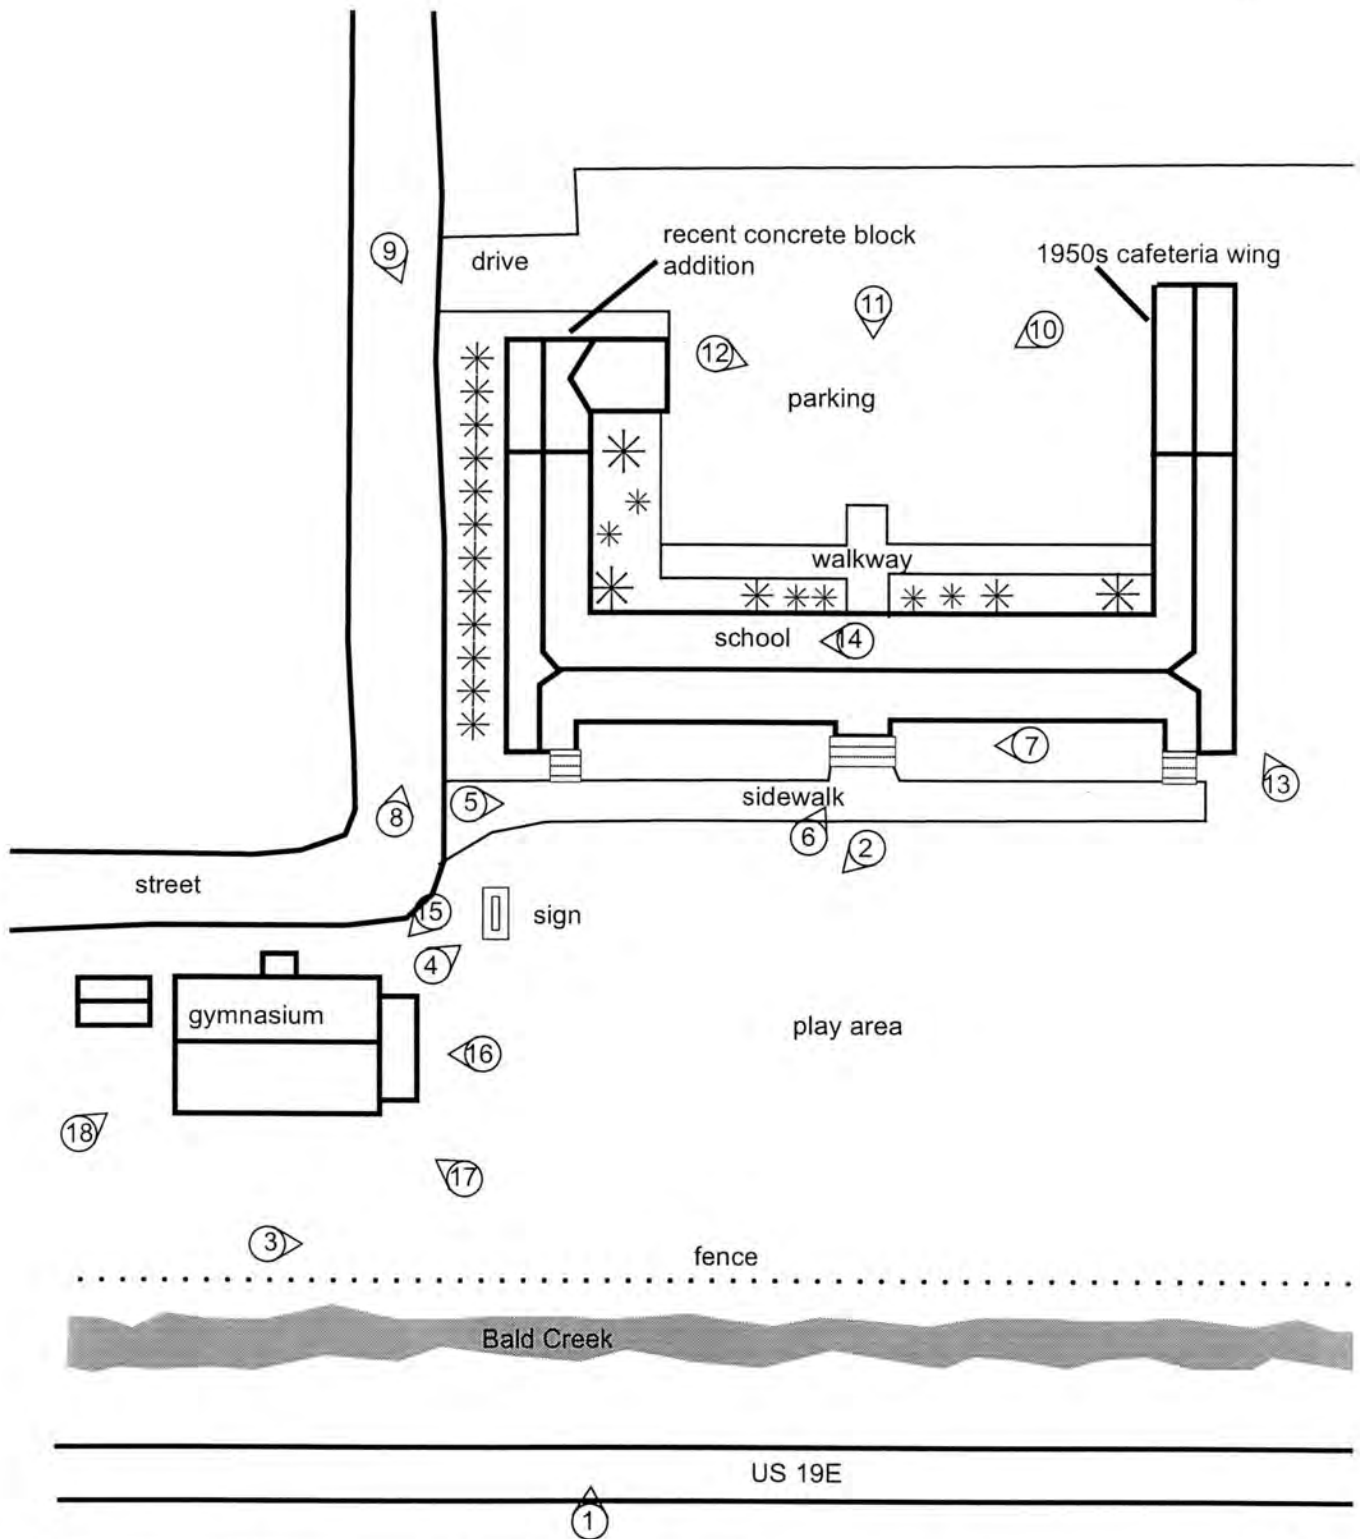 9
drive
recent concrete block
addition
1950s cafeteria wing
11
10
12
parking
walkway
school
14
7
13
5
sidewalk
8
6
2
street
15
sign
4
gymnasium
play area
16
18
17
3
fence
Bald Creek
US 19E
1